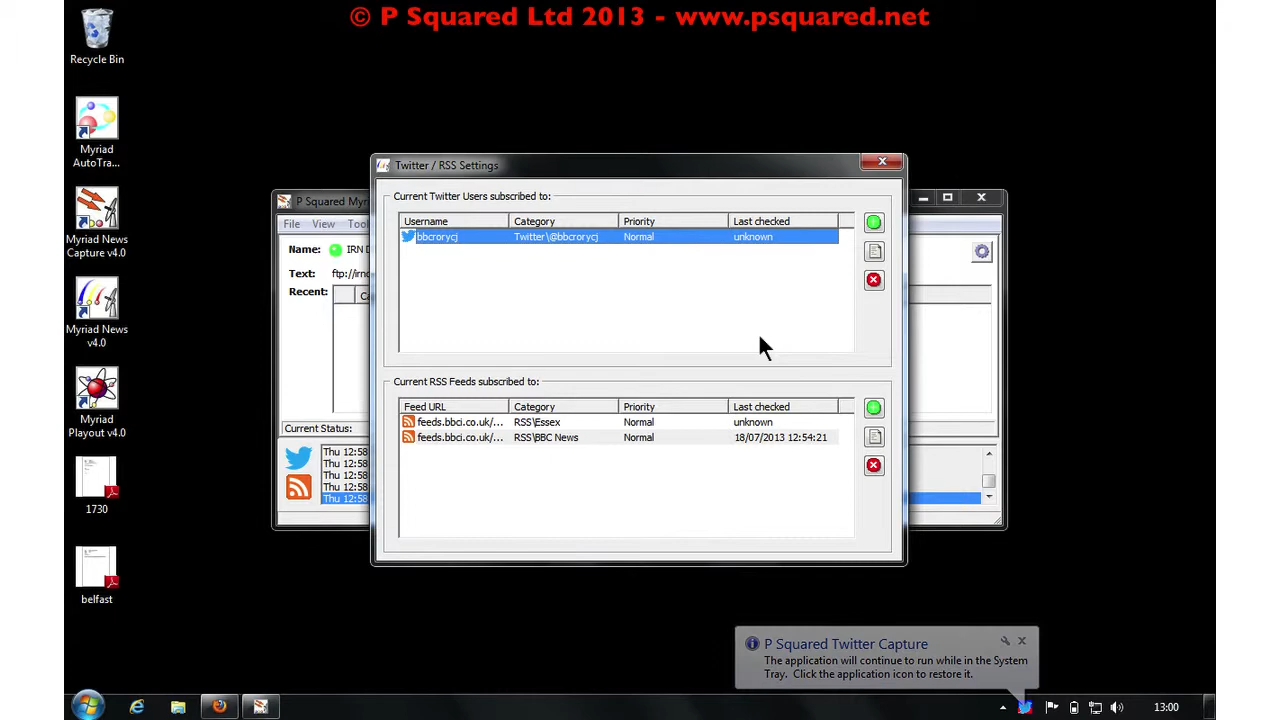 © P Squared Ltd 2013 - www.psquared.net
Recycle Bin
Myriad
AutoTra...
Myriad News
Capture v4.0
Myriad News
v4.0
Myriad
Playout v4.0
1730
belfast
P Squared Myr
File View Tool
Name: IRN D
Text: ftp://irnd
Recent:
Ca
Current Status:
Thu 12:58
Thu 12:58
Thu 12:58
Thu 12:58
Thu 12:58
Twitter / RSS Settings
Current Twitter Users subscribed to:
Username Category Priority Last checked
bbcrorycj Twitter\@bbcrorycj Normal unknown
Current RSS Feeds subscribed to:
Feed URL Category Priority Last checked
feeds.bbci.co.uk/... RSS\Essex Normal unknown
feeds.bbci.co.uk/... RSS\BBC News Normal 18/07/2013 12:54:21
P Squared Twitter Capture
The application will continue to run while in the System
Tray. Click the application icon to restore it.
13:00